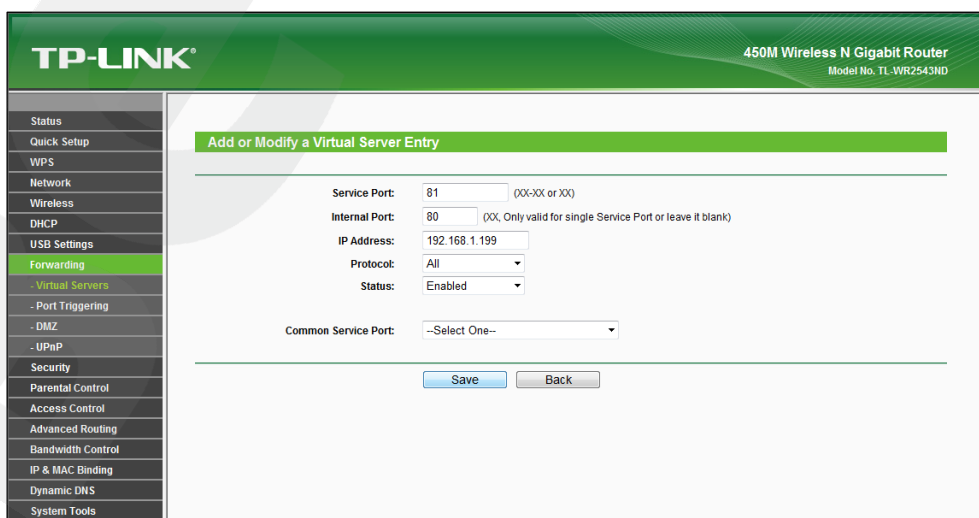 TP-LINK®
450M Wireless N Gigabit Router
Model No. TL-WR2543ND
Status
Quick Setup
WPS
Network
Wireless
DHCP
USB Settings
Forwarding
- Virtual Servers
- Port Triggering
- DMZ
- UPnP
Security
Parental Control
Access Control
Advanced Routing
Bandwidth Control
IP & MAC Binding
Dynamic DNS
System Tools
Add or Modify a Virtual Server Entry
Service Port: 81 (XX-XX or XX)
Internal Port: 80 (XX, Only valid for single Service Port or leave it blank)
IP Address: 192.168.1.199
Protocol: All
Status: Enabled
Common Service Port: --Select One--
Save Back